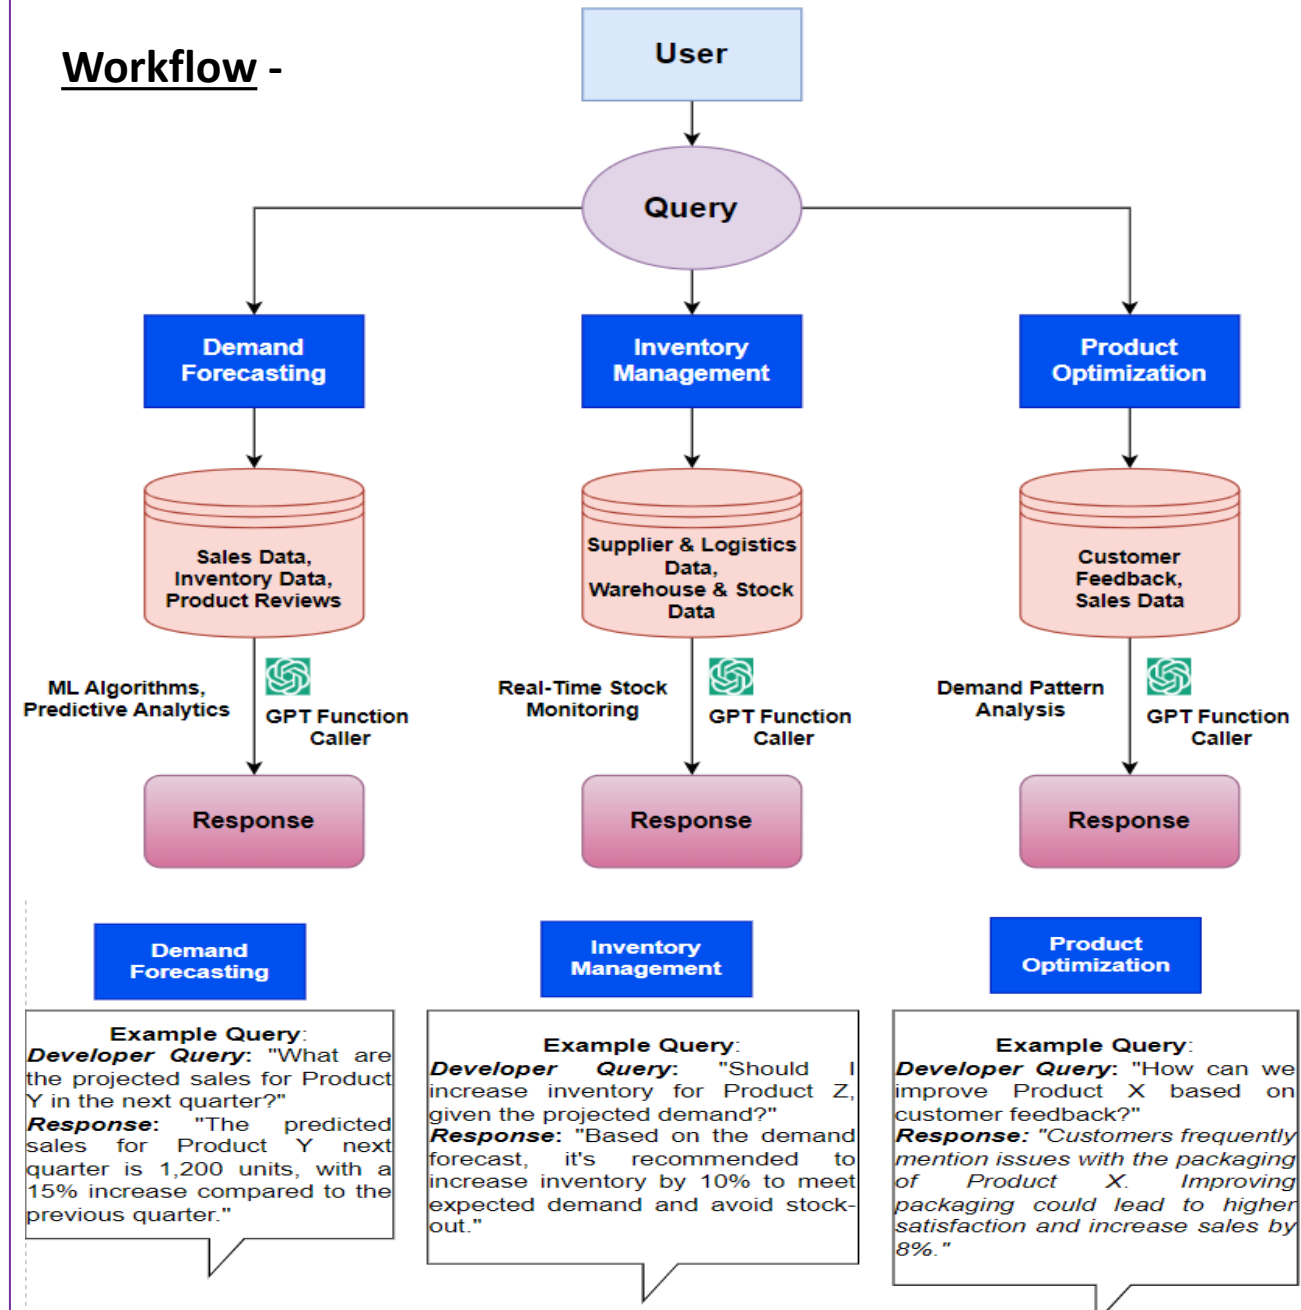 Workflow -
User
Query
Demand
Forecasting
Inventory
Management
Product
Optimization
Sales Data,
Inventory Data,
Product Reviews
Supplier & Logistics
Data,
Warehouse & Stock
Data
Customer
Feedback,
Sales Data
ML Algorithms,
Predictive Analytics
GPT Function
Caller
Real-Time Stock
Monitoring
GPT Function
Caller
Demand Pattern
Analysis
GPT Function
Caller
Response
Response
Response
Demand
Forecasting
Inventory
Management
Product
Optimization
Example Query:
Developer Query: "What are
the projected sales for Product
Y in the next quarter?"
Response: "The predicted
sales for Product Y next
quarter is 1,200 units, with a
15% increase compared to the
previous quarter."
Example Query:
Developer Query: "Should I
increase inventory for Product Z,
given the projected demand?"
Response: "Based on the demand
forecast, it's recommended to
increase inventory by 10% to meet
expected demand and avoid stock-
out."
Example Query:
Developer Query: "How can we
improve Product X based on
customer feedback?"
Response: "Customers frequently
mention issues with the packaging
of Product X. Improving
packaging could lead to higher
satisfaction and increase sales by
8%."